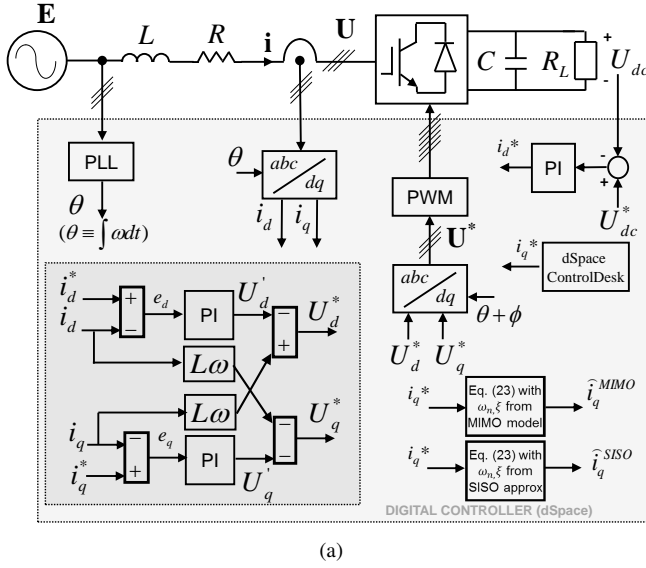 E
L
R
i
U
C
R_L
+
-
U_dc
PLL
θ
(θ ≡ ∫ωdt)
θ
abc
dq
i_d
i_q
PWM
U*
i_d*
PI
-
+
U_dc^*
i_q*
dSpace
ControlDesk
abc
dq
θ + ϕ
U_d^*
U_q^*
i_d^*
i_d
+
−
e_d
PI
U_d^'
−
+
U_d^*
Lω
Lω
i_q
i_q^*
−
+
e_q
PI
U_q^'
−
−
U_q^*
i_q*
Eq. (23) with
ω_n,ξ from
MIMO model
î_q^MIMO
i_q*
Eq. (23) with
ω_n,ξ from
SISO approx
î_q^SISO
DIGITAL CONTROLLER (dSpace)
(a)